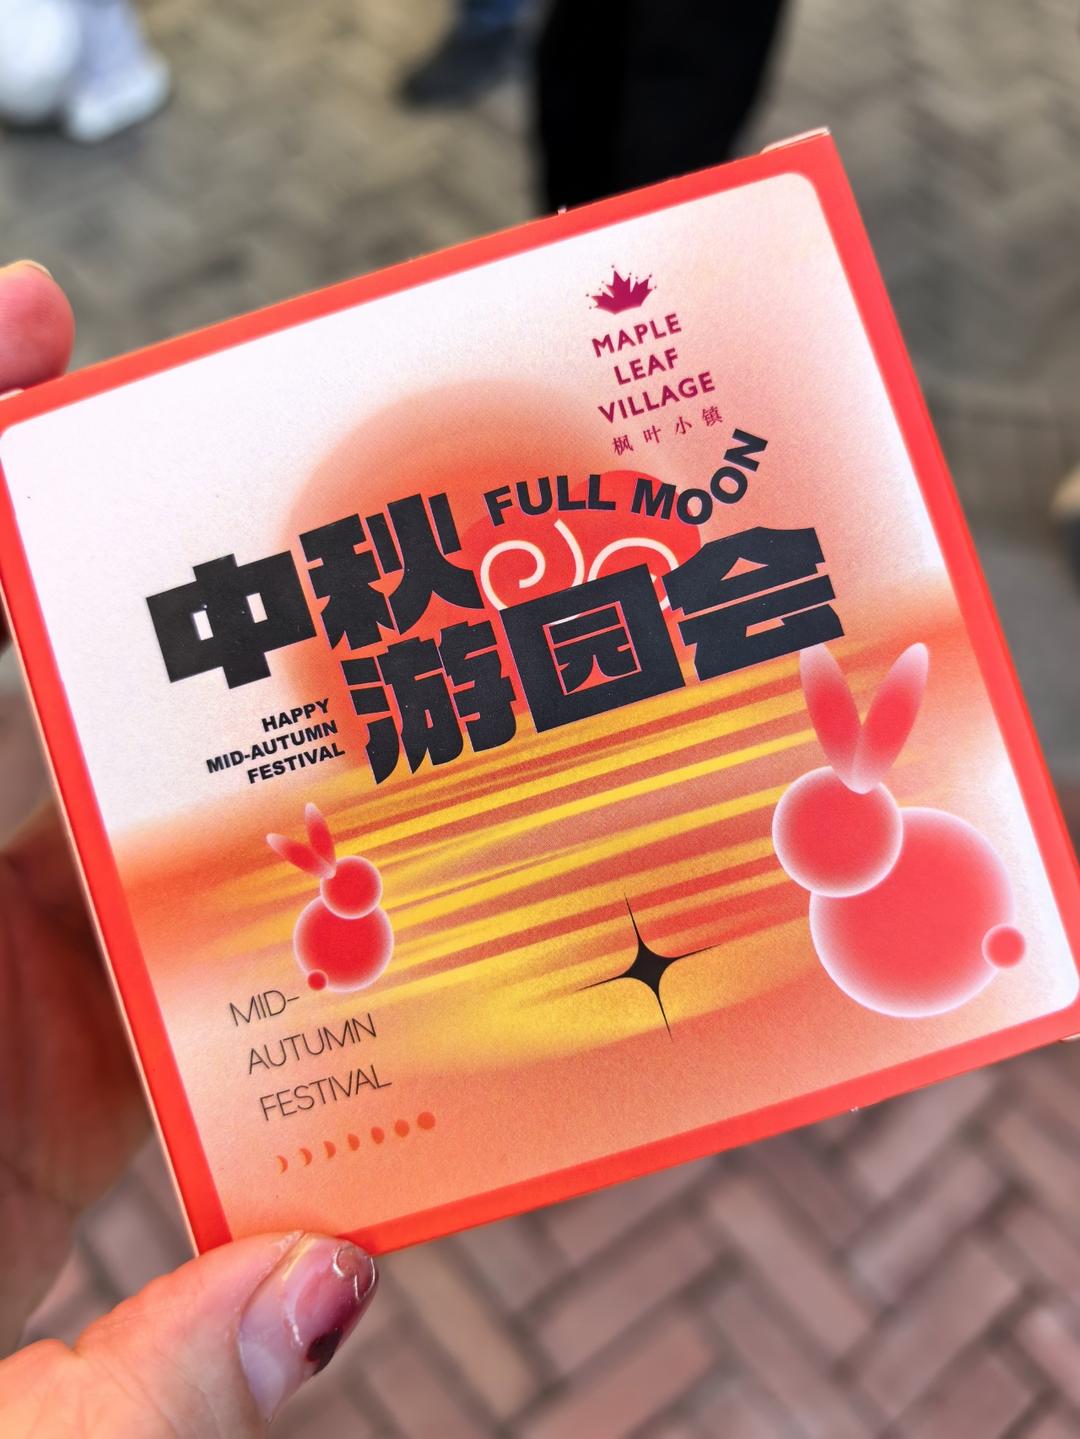 MAPLE
LEAF
VILLAGE
枫叶小镇
FULL MOON
中秋
游园会
HAPPY
MID-AUTUMN
FESTIVAL
MID-
AUTUMN
FESTIVAL